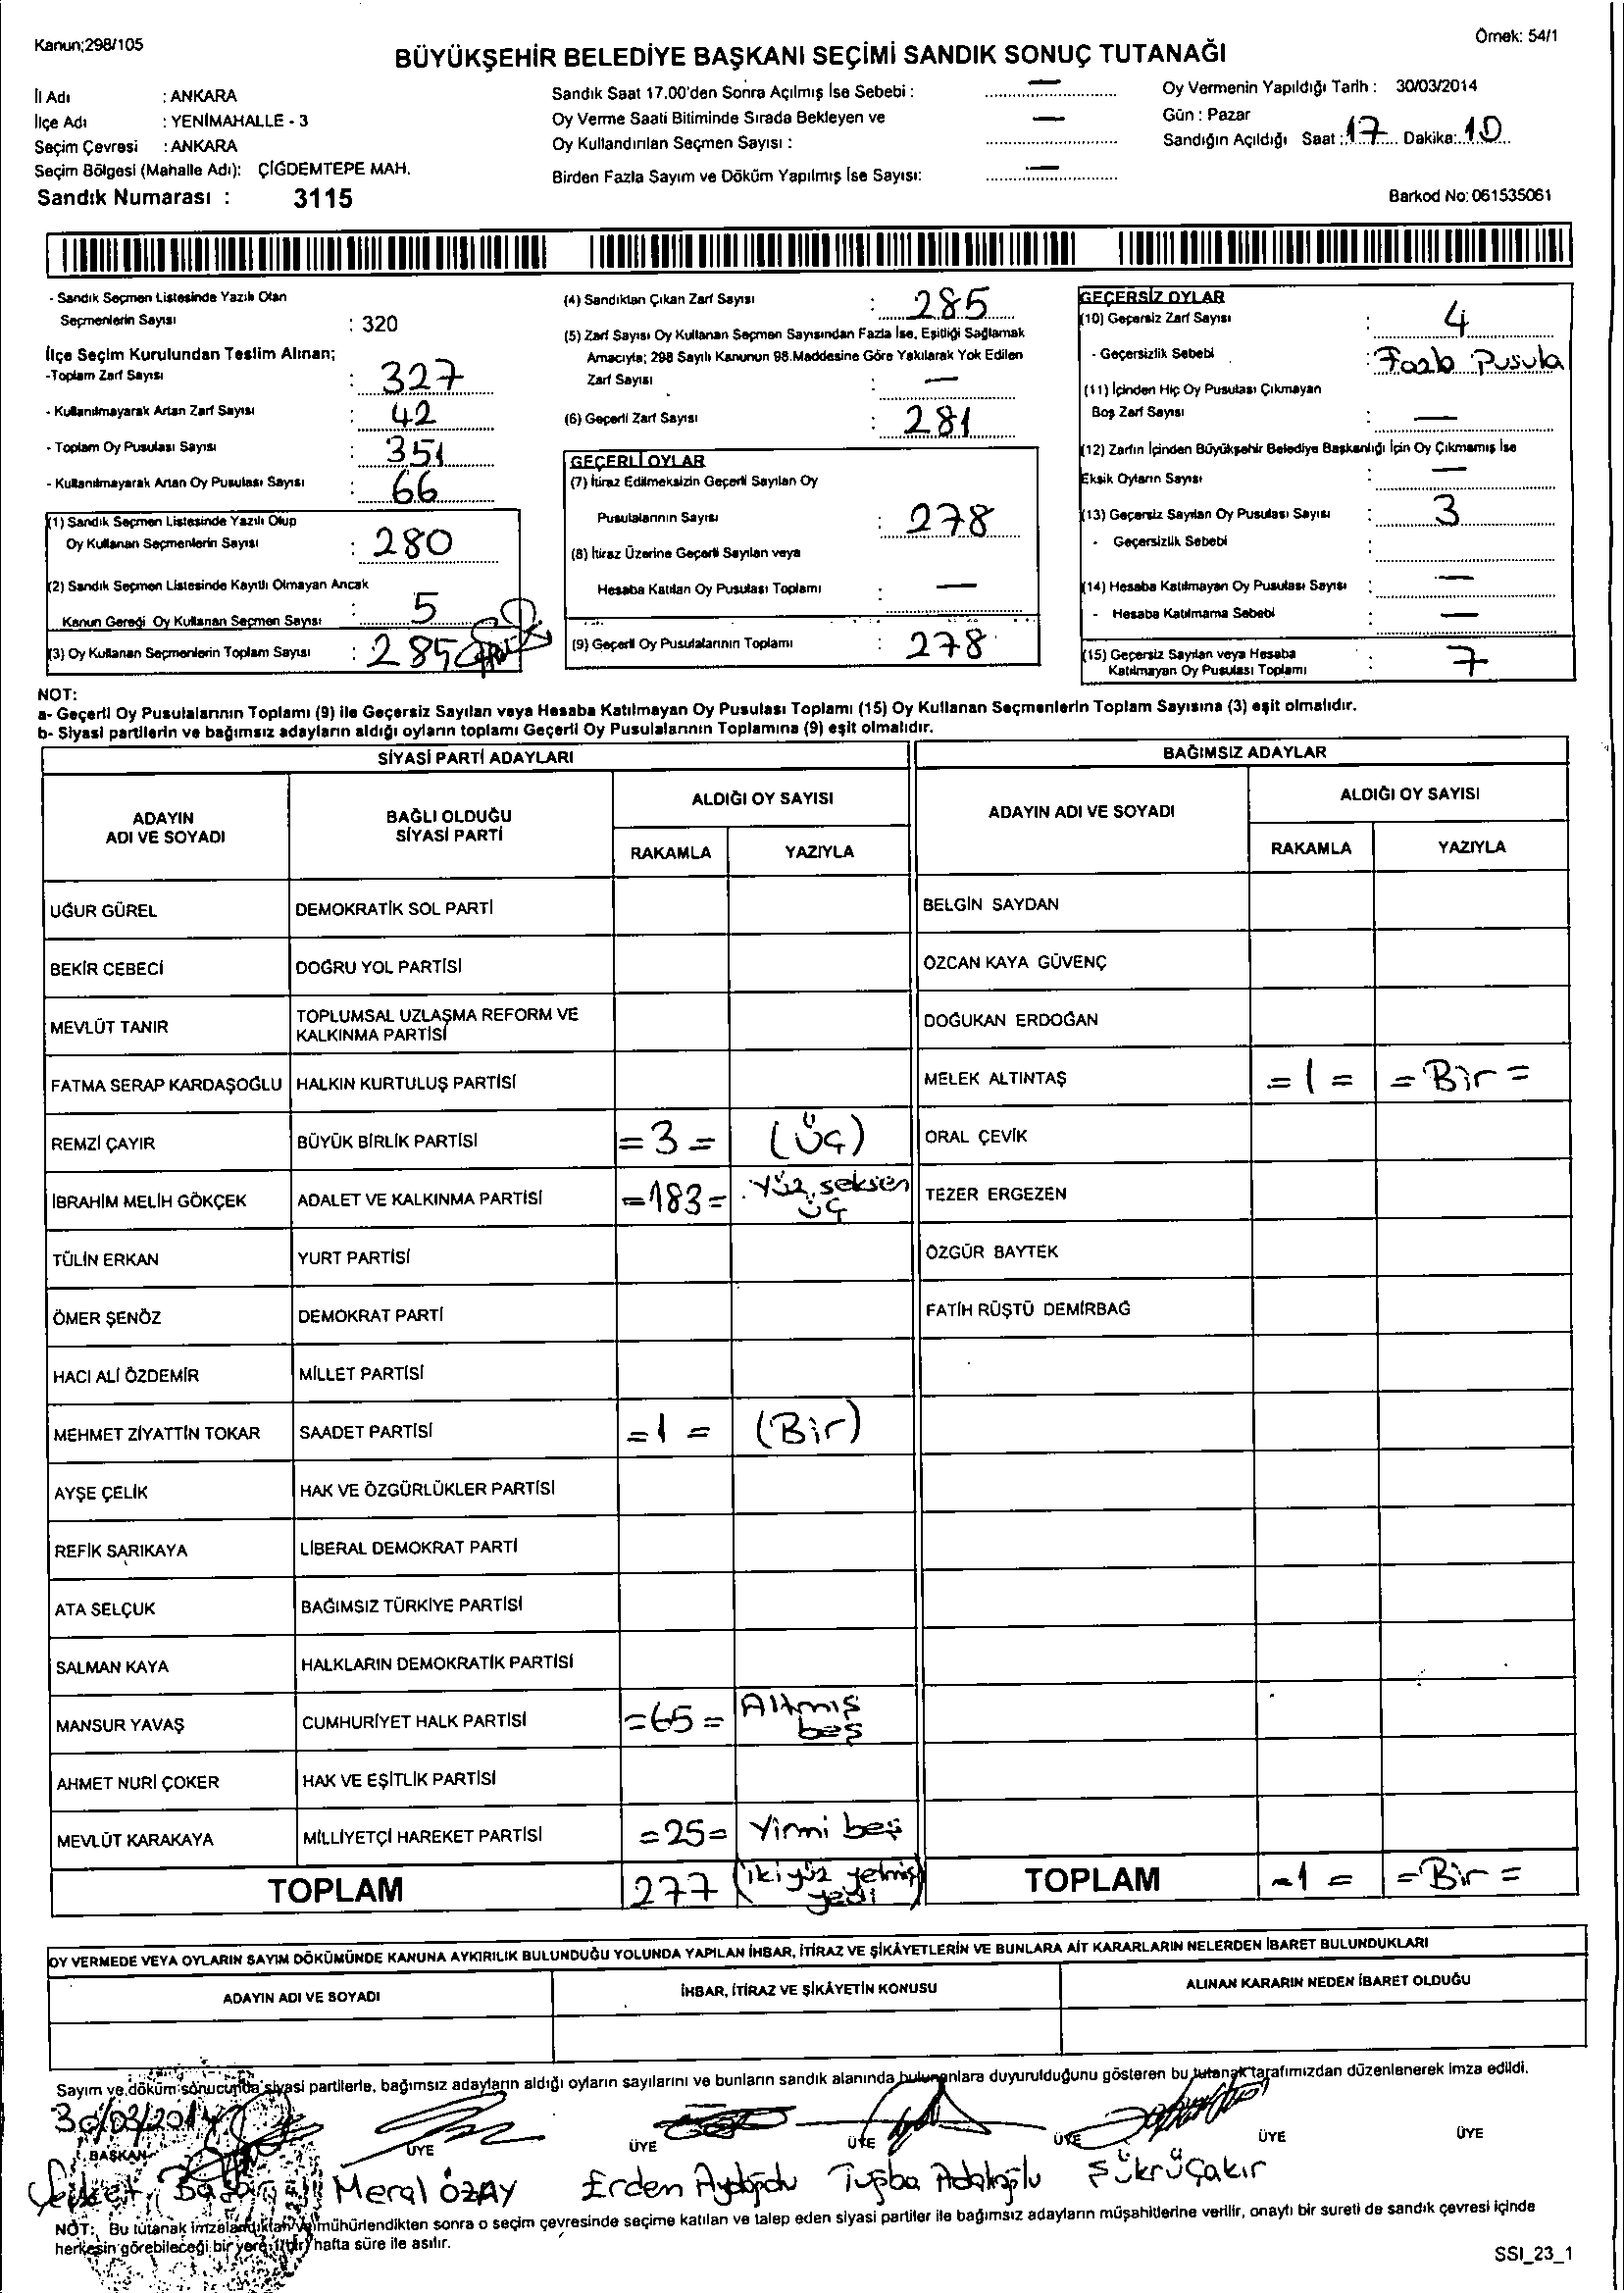 Kanun;298/105
Örnek: 54/1
BÜYÜKŞEHİR BELEDİYE BAŞKANI SEÇİMİ SANDIK SONUÇ TUTANAĞI
İl Adı : ANKARA
İlçe Adı : YENİMAHALLE - 3
Seçim Çevresi : ANKARA
Seçim Bölgesi (Mahalle Adı): ÇİĞDEMTEPE MAH.
Sandık Numarası : 3115
Sandık Saat 17.00'den Sonra Açılmış İse Sebebi : —
Oy Verme Saati Bitiminde Sırada Bekleyen ve
Oy Kullandırılan Seçmen Sayısı : —
Birden Fazla Sayım ve Döküm Yapılmış İse Sayısı: —
Oy Vermenin Yapıldığı Tarih : 30/03/2014
Gün : Pazar
Sandığın Açıldığı Saat : 17 Dakika: 10
Barkod No: 061535061
- Sandık Seçmen Listesinde Yazılı Olan
Seçmenlerin Sayısı : 320
İlçe Seçim Kurulundan Teslim Alınan;
-Toplam Zarf Sayısı : 327
- Kullanılmayarak Artan Zarf Sayısı : 42
- Toplam Oy Pusulası Sayısı : 351
- Kullanılmayarak Artan Oy Pusulası Sayısı : 66
(1) Sandık Seçmen Listesinde Yazılı Olup
Oy Kullanan Seçmenlerin Sayısı : 280
(2) Sandık Seçmen Listesinde Kayıtlı Olmayan Ancak
Kanun Gereği Oy Kullanan Seçmen Sayısı : 5
(3) Oy Kullanan Seçmenlerin Toplam Sayısı : 285
(4) Sandıktan Çıkan Zarf Sayısı : 285
(5) Zarf Sayısı Oy Kullanan Seçmen Sayısından Fazla İse, Eşitliği Sağlamak
Amacıyla; 298 Sayılı Kanunun 98.Maddesine Göre Yakılarak Yok Edilen
Zarf Sayısı : —
(6) Geçerli Zarf Sayısı : 281
GEÇERLİ OYLAR
(7) İtiraz Edilmeksizin Geçerli Sayılan Oy
Pusulalarının Sayısı : 278
(8) İtiraz Üzerine Geçerli Sayılan veya
Hesaba Katılan Oy Pusulası Toplamı : —
(9) Geçerli Oy Pusulalarının Toplamı : 278
GEÇERSİZ OYLAR
(10) Geçersiz Zarf Sayısı : 4
- Geçersizlik Sebebi : Fazla Pusula
(11) İçinden Hiç Oy Pusulası Çıkmayan
Boş Zarf Sayısı : —
(12) Zarfın İçinden Büyükşehir Belediye Başkanlığı İçin Oy Çıkmamış İse
Eksik Oyların Sayısı : —
(13) Geçersiz Sayılan Oy Pusulası Sayısı : 3
- Geçersizlik Sebebi :
(14) Hesaba Katılmayan Oy Pusulası Sayısı : —
- Hesaba Katılmama Sebebi : —
(15) Geçersiz Sayılan veya Hesaba
Katılmayan Oy Pusulası Toplamı : 7
NOT:
a- Geçerli Oy Pusulalarının Toplamı (9) ile Geçersiz Sayılan veya Hesaba Katılmayan Oy Pusulası Toplamı (15) Oy Kullanan Seçmenlerin Toplam Sayısına (3) eşit olmalıdır.
b- Siyasi partilerin ve bağımsız adayların aldığı oyların toplamı Geçerli Oy Pusulalarının Toplamına (9) eşit olmalıdır.
SİYASİ PARTİ ADAYLARI
BAĞIMSIZ ADAYLAR
ADAYIN ADI VE SOYADI
BAĞLI OLDUĞU SİYASİ PARTİ
ALDIĞI OY SAYISI
RAKAMLA YAZIYLA
ADAYIN ADI VE SOYADI
ALDIĞI OY SAYISI
RAKAMLA YAZIYLA
UĞUR GÜREL DEMOKRATİK SOL PARTİ BELGİN SAYDAN
BEKİR CEBECİ DOĞRU YOL PARTİSİ ÖZCAN KAYA GÜVENÇ
MEVLÜT TANIR TOPLUMSAL UZLAŞMA REFORM VE KALKINMA PARTİSİ DOĞUKAN ERDOĞAN
FATMA SERAP KARDAŞOĞLU HALKIN KURTULUŞ PARTİSİ MELEK ALTINTAŞ =1= =Bir=
REMZİ ÇAYIR BÜYÜK BİRLİK PARTİSİ =3= (Üç) ORAL ÇEVİK
İBRAHİM MELİH GÖKÇEK ADALET VE KALKINMA PARTİSİ =183= Yüz seksen üç TEZER ERGEZEN
TÜLİN ERKAN YURT PARTİSİ ÖZGÜR BAYTEK
ÖMER ŞENÖZ DEMOKRAT PARTİ FATİH RÜŞTÜ DEMİRBAĞ
HACI ALİ ÖZDEMİR MİLLET PARTİSİ
MEHMET ZİYATTİN TOKAR SAADET PARTİSİ =1= (Bir)
AYŞE ÇELİK HAK VE ÖZGÜRLÜKLER PARTİSİ
REFİK SARIKAYA LİBERAL DEMOKRAT PARTİ
ATA SELÇUK BAĞIMSIZ TÜRKİYE PARTİSİ
SALMAN KAYA HALKLARIN DEMOKRATİK PARTİSİ
MANSUR YAVAŞ CUMHURİYET HALK PARTİSİ =65= Altmış beş
AHMET NURİ ÇOKER HAK VE EŞİTLİK PARTİSİ
MEVLÜT KARAKAYA MİLLİYETÇİ HAREKET PARTİSİ =25= Yirmi beş
TOPLAM 277 (iki yüz yetmiş yedi) TOPLAM =1= =Bir=
OY VERMEDE VEYA OYLARIN SAYIM DÖKÜMÜNDE KANUNA AYKIRILIK BULUNDUĞU YOLUNDA YAPILAN İHBAR, İTİRAZ VE ŞİKÂYETLERİN VE BUNLARA AİT KARARLARIN NELERDEN İBARET BULUNDUKLARI
ADAYIN ADI VE SOYADI İHBAR, İTİRAZ VE ŞİKÂYETİN KONUSU ALINAN KARARIN NEDEN İBARET OLDUĞU
Sayım ve döküm sonucunda siyasi partilerle, bağımsız adayların aldığı oyların sayılarını ve bunların sandık alanında bulunanlara duyurulduğunu gösteren bu tutanak tarafımızdan düzenlenerek imza edildi.
30/03/2014
BAŞKAN ÜYE ÜYE ÜYE ÜYE ÜYE ÜYE
Meral ÖZAY Erden Tuğba Şükrü Çakır
NOT: Bu tutanak imzalandıktan ve mühürlendikten sonra o seçim çevresinde seçime katılan ve talep eden siyasi partiler ile bağımsız adayların müşahitlerine verilir, onaylı bir sureti de sandık çevresi içinde
herkesin görebileceği bir yere 1 (bir) hafta süre ile asılır.
SSI_23_1